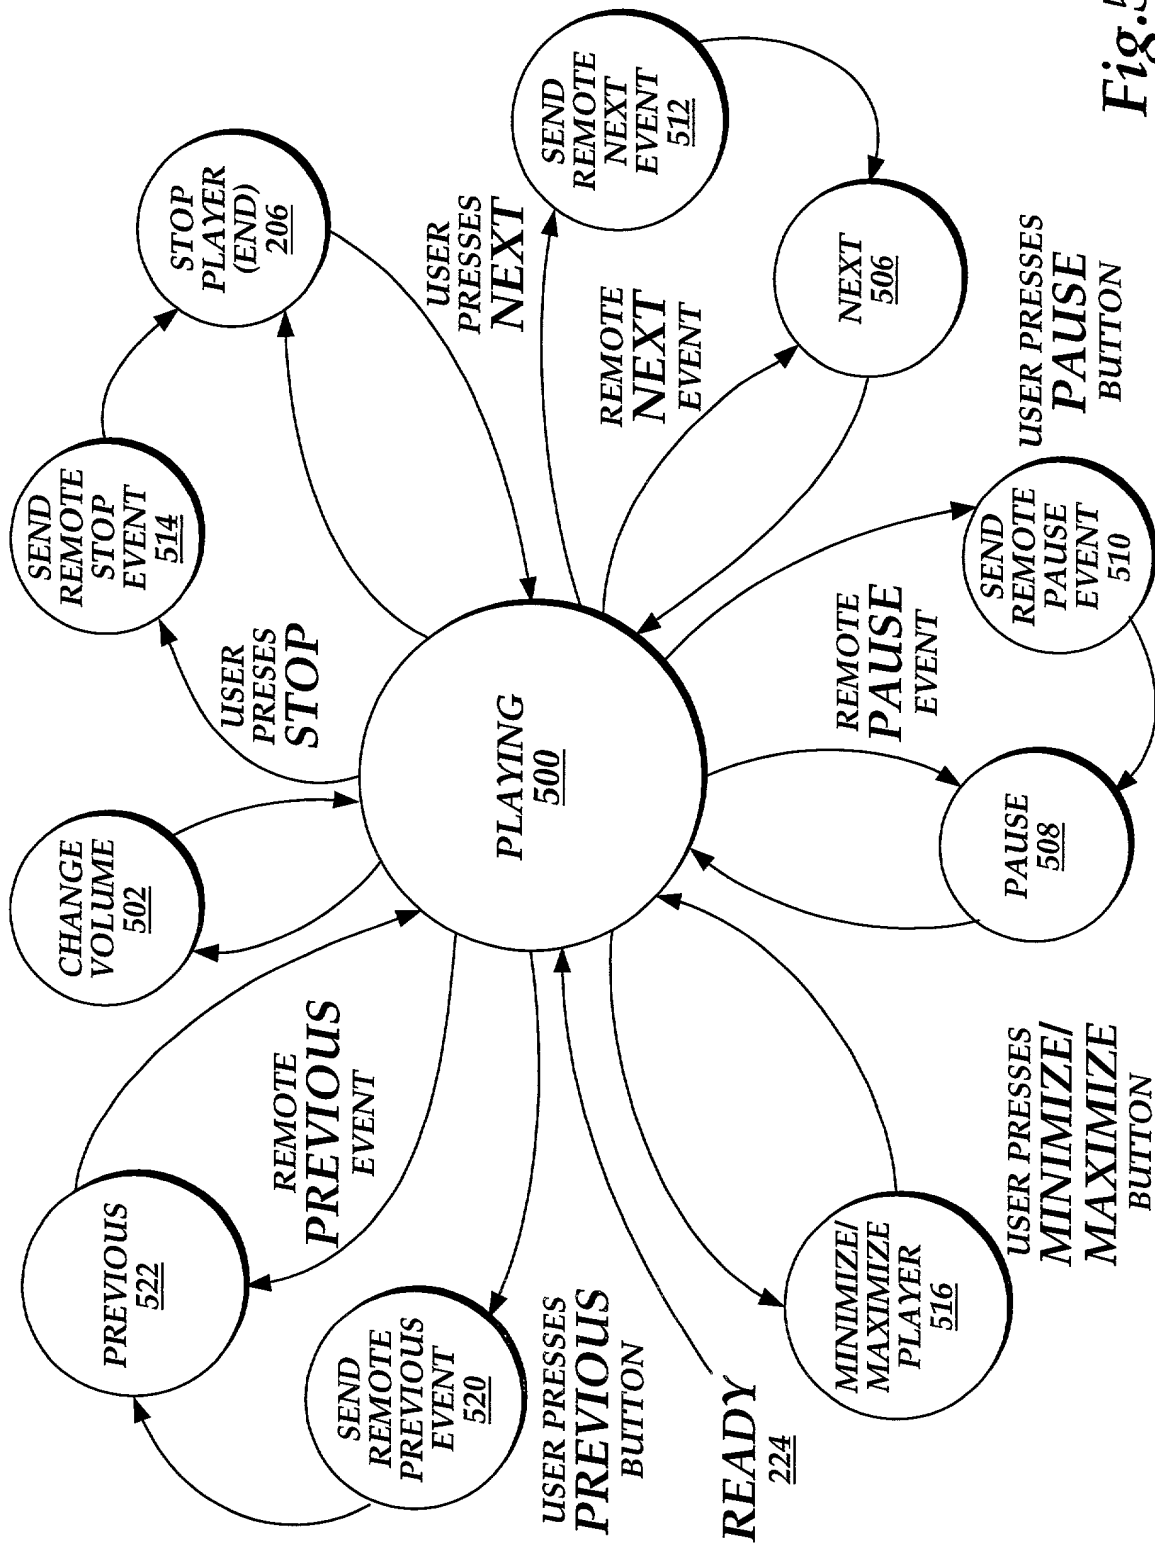 PREVIOUS
522
CHANGE
VOLUME
502
SEND
REMOTE
STOP
EVENT
514
STOP
PLAYER
(END)
206
USER
PRESES
STOP
REMOTE
PREVIOUS
EVENT
SEND
REMOTE
PREVIOUS
EVENT
520
USER PRESSES
PREVIOUS
BUTTON
PLAYING
500
USER
PRESSES
NEXT
SEND
REMOTE
NEXT
EVENT
512
REMOTE
NEXT
EVENT
READY
224
NEXT
506
MINIMIZE/
MAXIMIZE
PLAYER
516
REMOTE
PAUSE
EVENT
PAUSE
508
SEND
REMOTE
PAUSE
EVENT
510
USER PRESSES
MINIMIZE/
MAXIMIZE
BUTTON
USER PRESSES
PAUSE
BUTTON
Fig.5